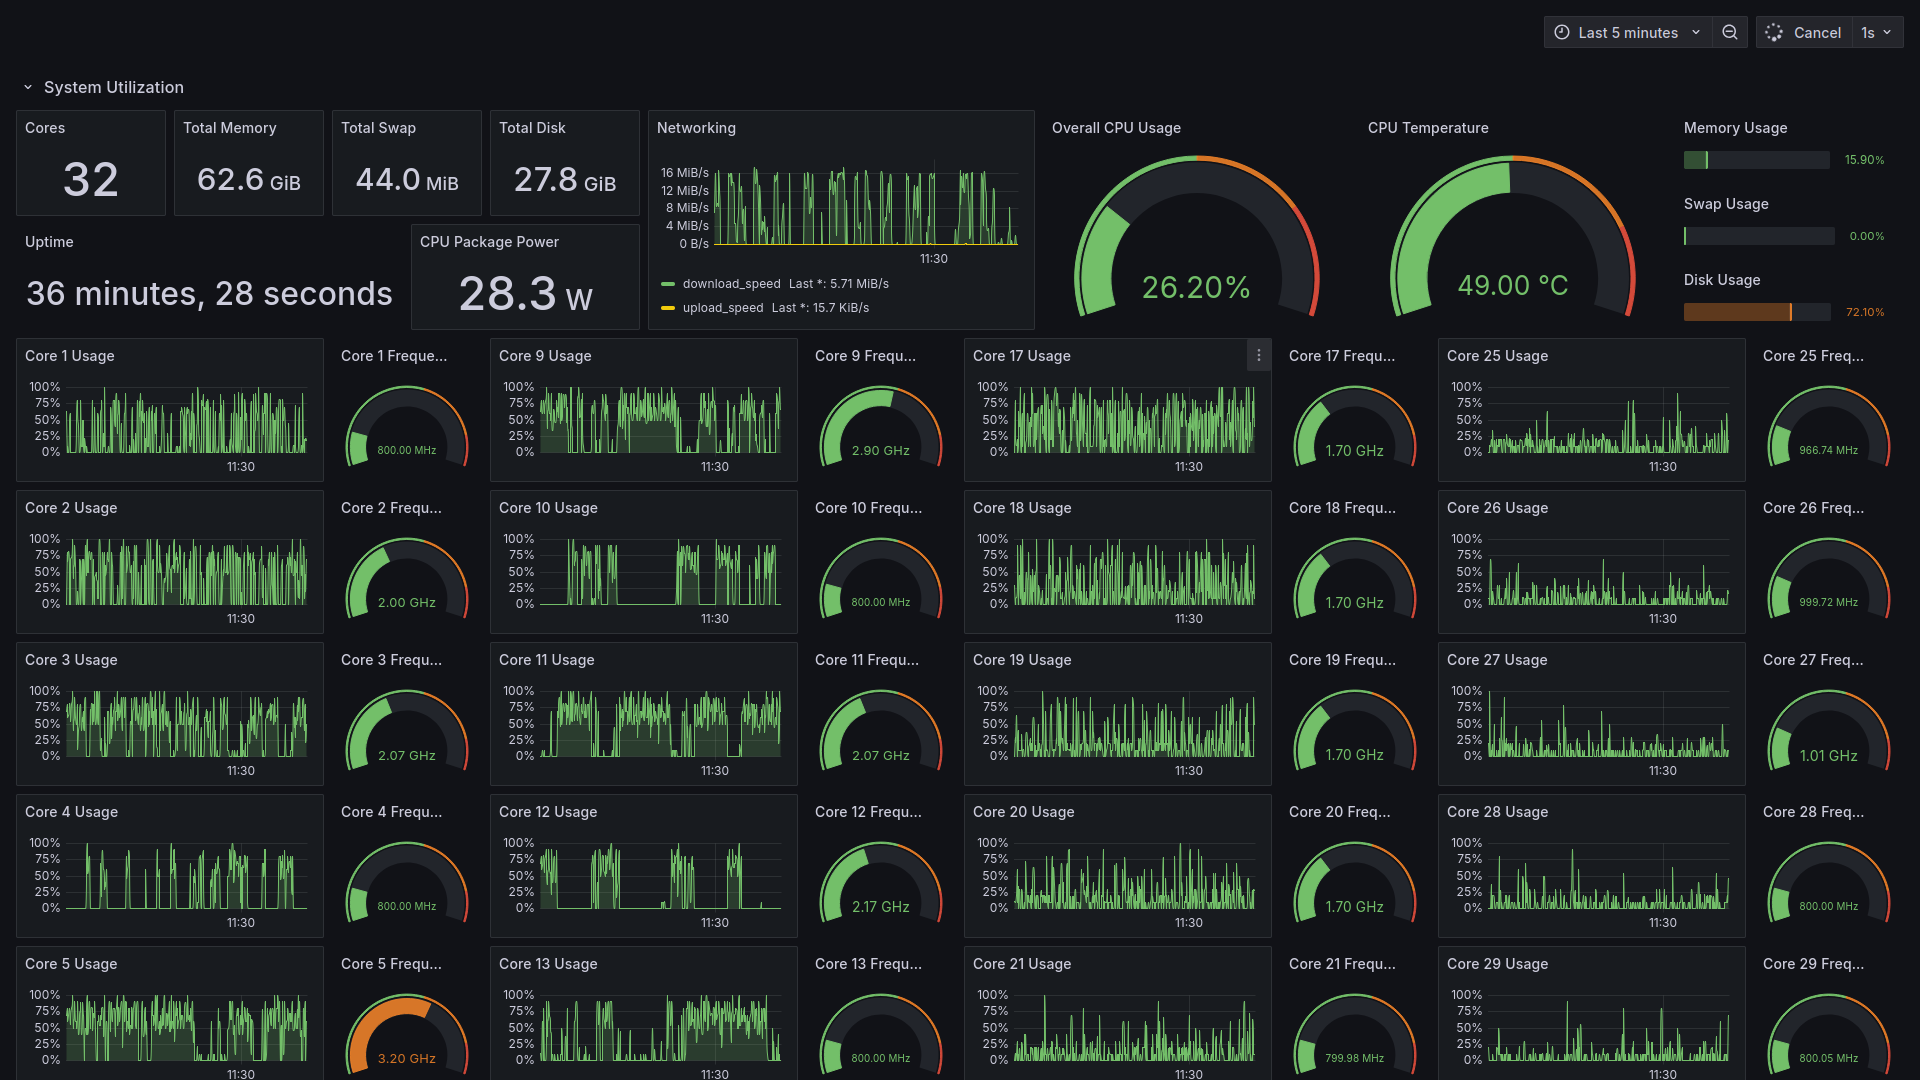 Last 5 minutes
Cancel
1s
System Utilization
Cores
32
Total Memory
62.6 GiB
Total Swap
44.0 MiB
Total Disk
27.8 GiB
Uptime
36 minutes, 28 seconds
CPU Package Power
28.3 W
Networking
16 MiB/s
12 MiB/s
8 MiB/s
4 MiB/s
0 B/s
11:30
download_speed Last *: 5.71 MiB/s
upload_speed Last *: 15.7 KiB/s
Overall CPU Usage
26.20%
CPU Temperature
49.00 °C
Memory Usage
15.90%
Swap Usage
0.00%
Disk Usage
72.10%
Core 1 Usage
100%
75%
50%
25%
0%
11:30
Core 1 Freque...
800.00 MHz
Core 9 Usage
100%
75%
50%
25%
0%
11:30
Core 9 Frequ...
2.90 GHz
Core 17 Usage
100%
75%
50%
25%
0%
11:30
Core 17 Frequ...
1.70 GHz
Core 25 Usage
100%
75%
50%
25%
0%
11:30
Core 25 Freq...
966.74 MHz
Core 2 Usage
100%
75%
50%
25%
0%
11:30
Core 2 Frequ...
2.00 GHz
Core 10 Usage
100%
75%
50%
25%
0%
11:30
Core 10 Frequ...
800.00 MHz
Core 18 Usage
100%
75%
50%
25%
0%
11:30
Core 18 Frequ...
1.70 GHz
Core 26 Usage
100%
75%
50%
25%
0%
11:30
Core 26 Freq...
999.72 MHz
Core 3 Usage
100%
75%
50%
25%
0%
11:30
Core 3 Frequ...
2.07 GHz
Core 11 Usage
100%
75%
50%
25%
0%
11:30
Core 11 Frequ...
2.07 GHz
Core 19 Usage
100%
75%
50%
25%
0%
11:30
Core 19 Frequ...
1.70 GHz
Core 27 Usage
100%
75%
50%
25%
0%
11:30
Core 27 Freq...
1.01 GHz
Core 4 Usage
100%
75%
50%
25%
0%
11:30
Core 4 Frequ...
800.00 MHz
Core 12 Usage
100%
75%
50%
25%
0%
11:30
Core 12 Frequ...
2.17 GHz
Core 20 Usage
100%
75%
50%
25%
0%
11:30
Core 20 Freq...
1.70 GHz
Core 28 Usage
100%
75%
50%
25%
0%
11:30
Core 28 Freq...
800.00 MHz
Core 5 Usage
100%
75%
50%
25%
0%
11:30
Core 5 Frequ...
3.20 GHz
Core 13 Usage
100%
75%
50%
25%
0%
11:30
Core 13 Frequ...
800.00 MHz
Core 21 Usage
100%
75%
50%
25%
0%
11:30
Core 21 Frequ...
799.98 MHz
Core 29 Usage
100%
75%
50%
25%
0%
11:30
Core 29 Freq...
800.05 MHz